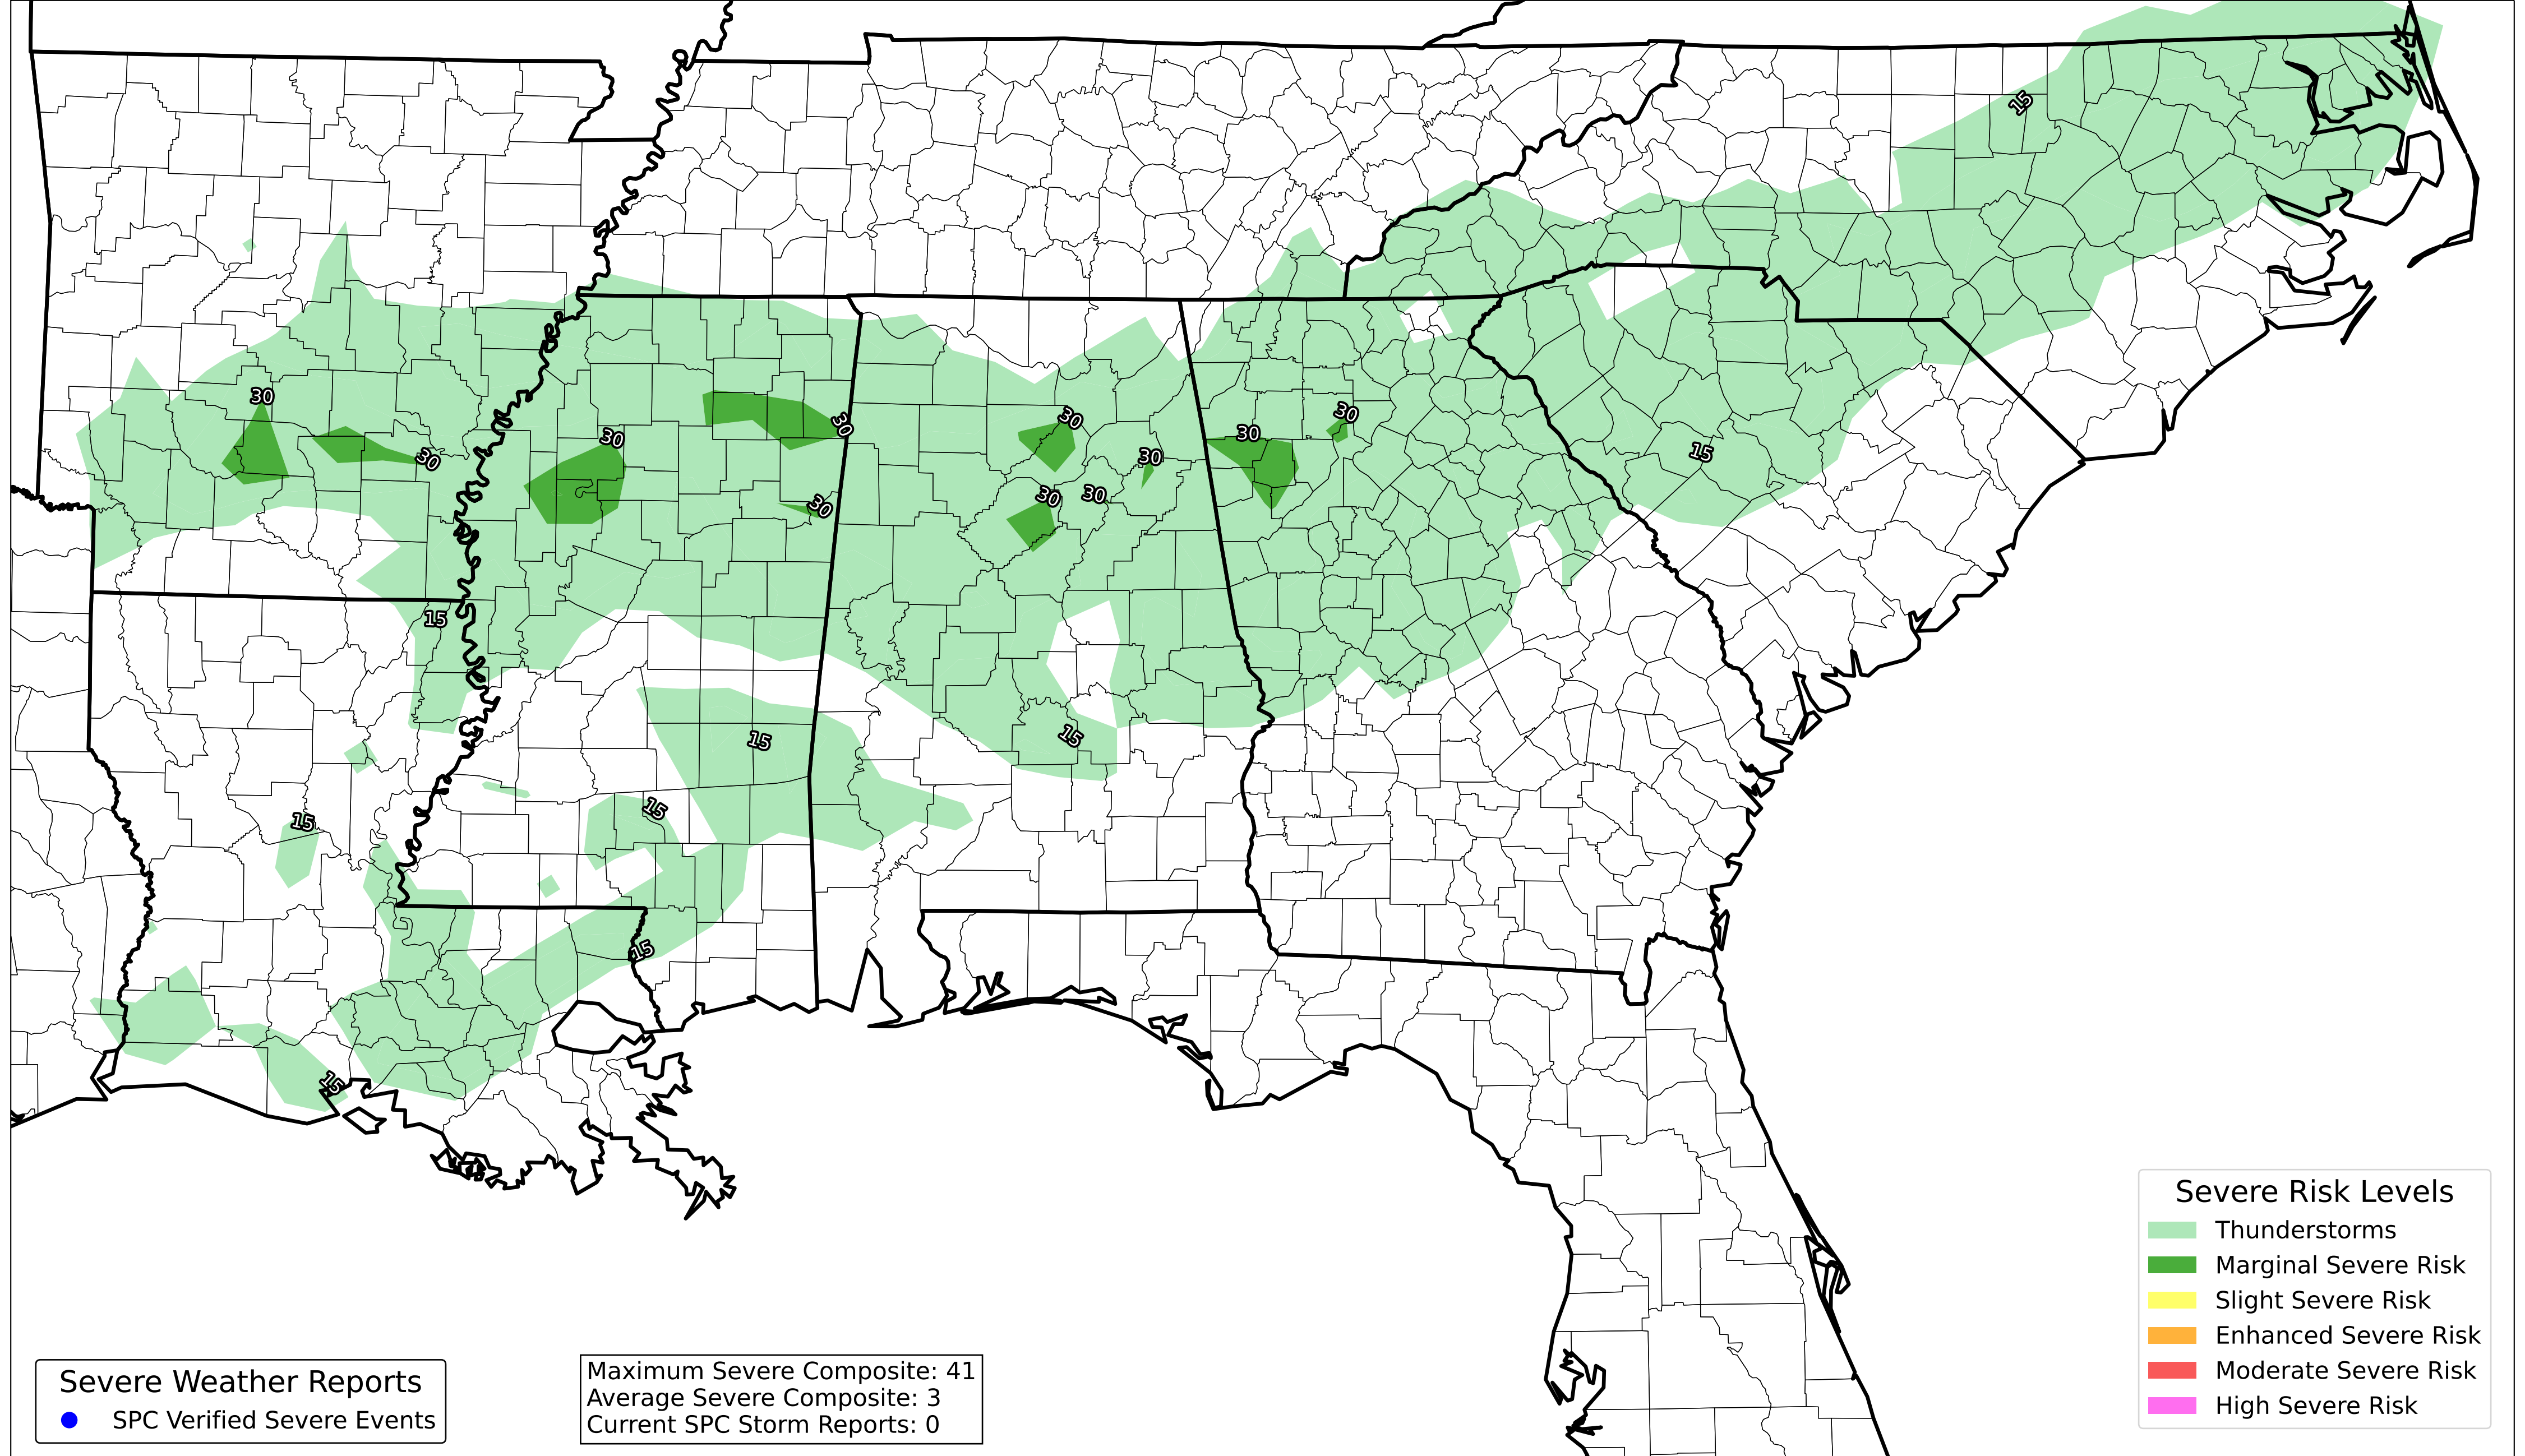 15
30
30
30
30
30
30
30
30
30
30
30
15
15
15
15
15
15
15
15
Severe Risk Levels
Thunderstorms
Marginal Severe Risk
Slight Severe Risk
Enhanced Severe Risk
Moderate Severe Risk
High Severe Risk
Severe Weather Reports
SPC Verified Severe Events
Maximum Severe Composite: 41
Average Severe Composite: 3
Current SPC Storm Reports: 0